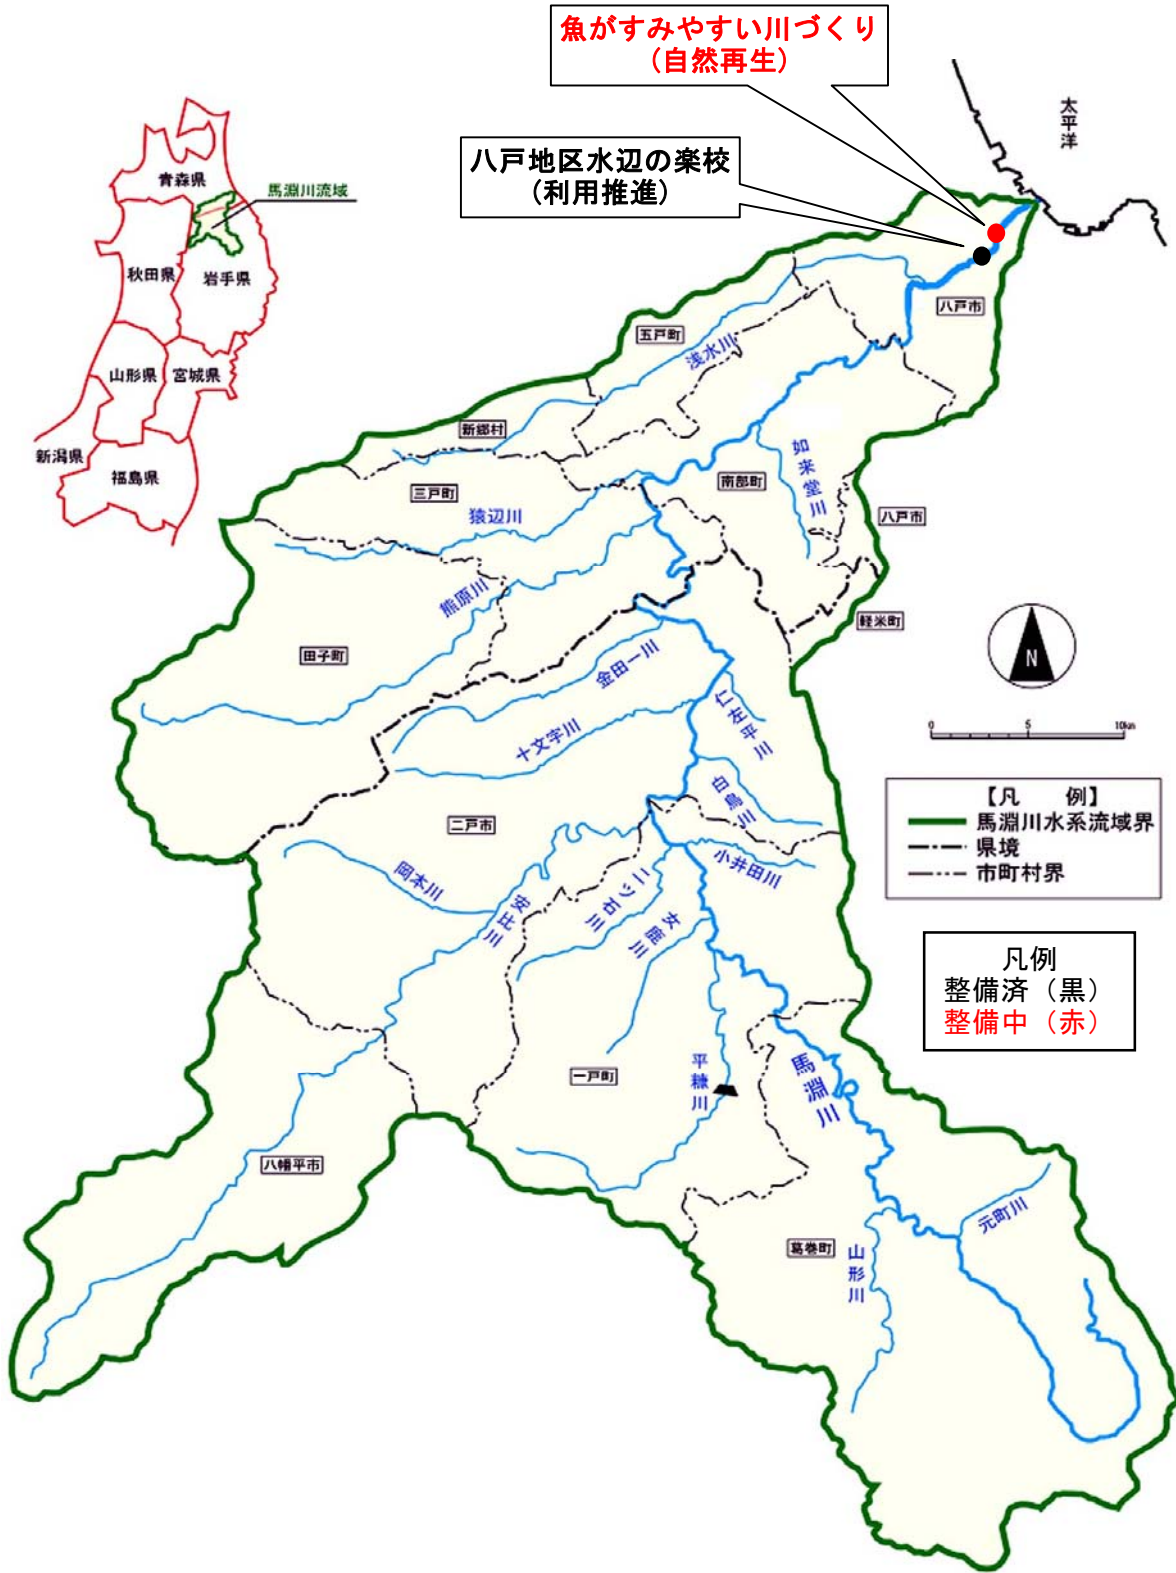 魚がすみやすい川づくり
(自然再生)
八戸地区水辺の楽校
(利用推進)
太平洋
青森県
馬淵川流域
秋田県
岩手県
山形県
宮城県
新潟県
福島県
八戸市
五戸町
浅水川
新郷村
三戸町
南部町
如来堂川
猿辺川
八戸市
熊原川
軽米町
田子町
金田一川
N
仁左平川
十文字川
0 5 10km
白鳥川
二戸市
【凡 例】
馬淵川水系流域界
県境
市町村界
小井田川
岡本川
二ツ石川
安比川
女鹿川
凡例
整備済（黒）
整備中（赤）
一戸町
平糠川
馬淵川
八幡平市
元町川
葛巻町
山形川